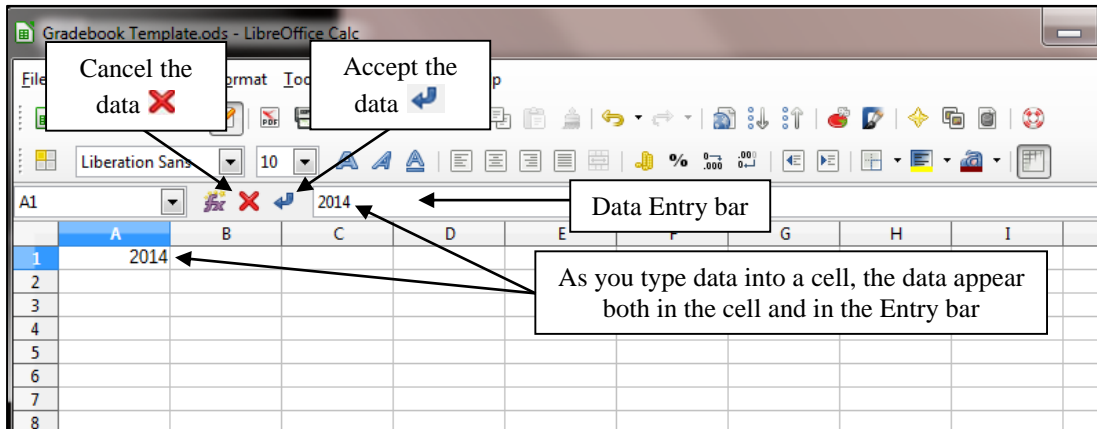 Gradebook Template.ods - LibreOffice Calc
Cancel the
data
Accept the
data
File
Liberation Sans
10
%
A1
2014
Data Entry bar
A B C D E F G H I
1 2014
As you type data into a cell, the data appear
both in the cell and in the Entry bar
2
3
4
5
6
7
8